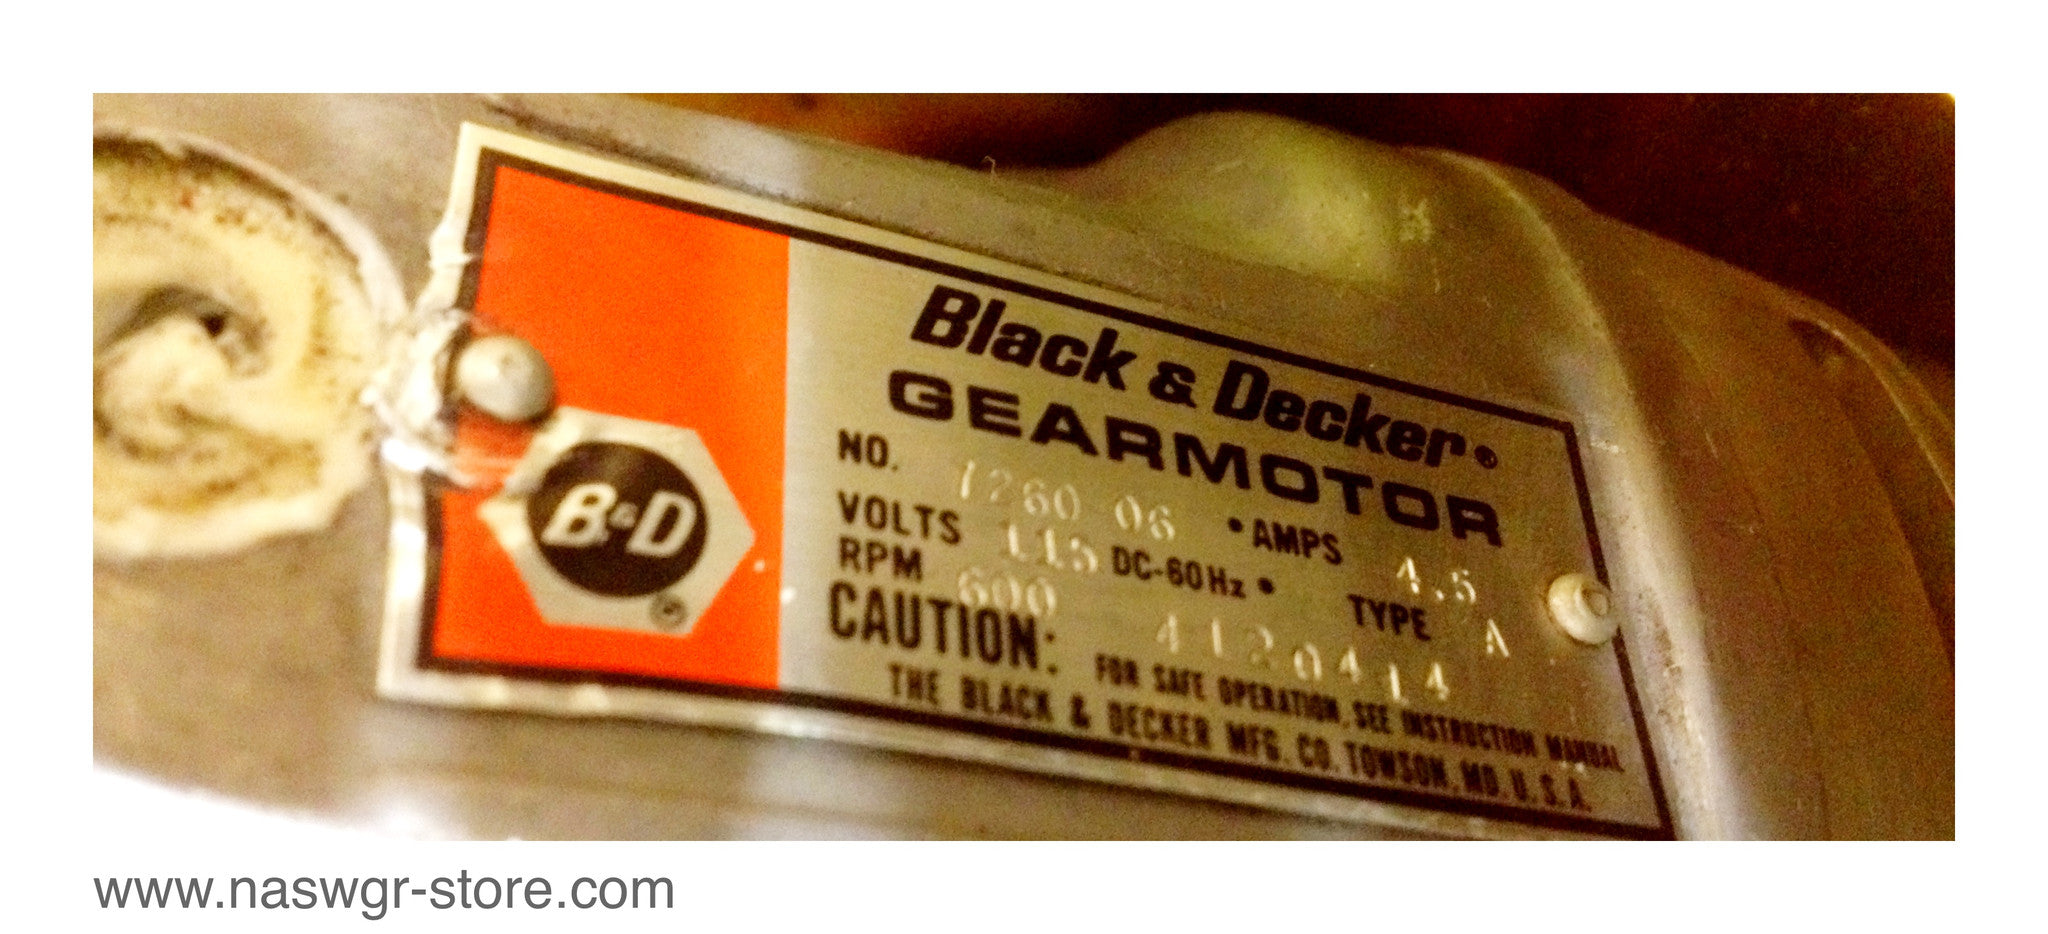 Black & Decker®
GEARMOTOR
NO. 7260 06 • AMPS 4.5
VOLTS 115 DC-60Hz • TYPE A
RPM 600 4120414
CAUTION: FOR SAFE OPERATION, SEE INSTRUCTION MANUAL
THE BLACK & DECKER MFG. CO. TOWSON, MD. U.S.A.
B&D
®
www.naswgr-store.com